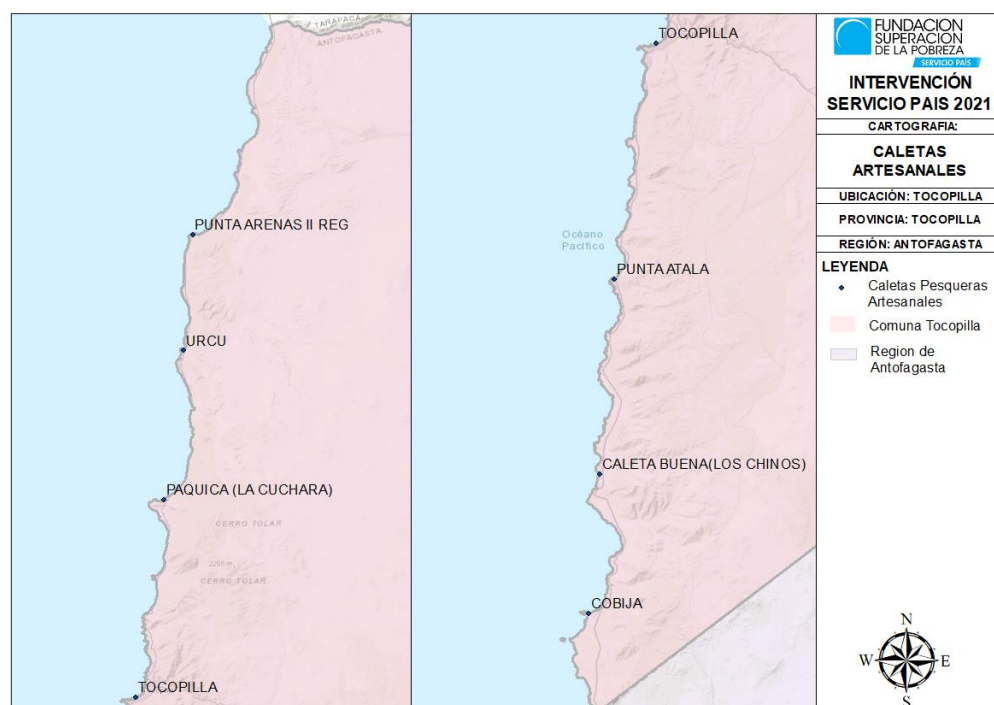 TARAPACÁ
ANTOFAGASTA
PUNTA ARENAS II REG
URCU
PAQUICA (LA CUCHARA)
CERRO TOLAR
2290 m
CERRO TOLAR
TOCOPILLA
TOCOPILLA
Océano
Pacífico
PUNTA ATALA
CALETA BUENA(LOS CHINOS)
COBIJA
FUNDACION
SUPERACION
DE LA POBREZA
SERVICIO PAÍS
INTERVENCIÓN
SERVICIO PAIS 2021
CARTOGRAFIA:
CALETAS
ARTESANALES
UBICACIÓN: TOCOPILLA
PROVINCIA: TOCOPILLA
REGIÓN: ANTOFAGASTA
LEYENDA
Caletas Pesqueras
Artesanales
Comuna Tocopilla
Region de
Antofagasta
N
W E
S